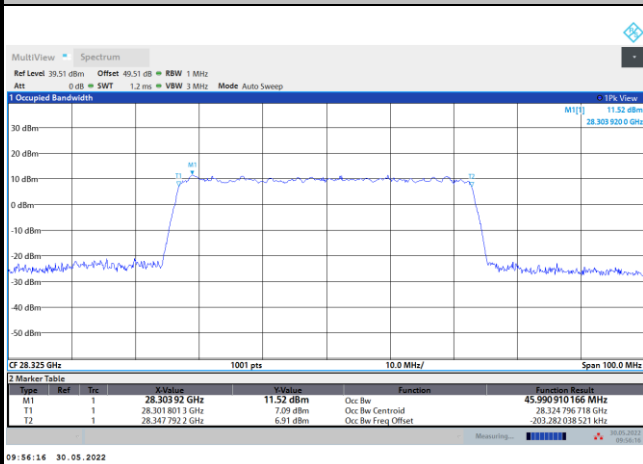 MultiView
Spectrum
Ref Level 39.51 dBm Offset 49.51 dB RBW 1 MHz
Att 0 dB SWT 1.2 ms VBW 3 MHz Mode Auto Sweep
1 Occupied Bandwidth 1Pk View
M1[1] 11.52 dBm
28.303 920 0 GHz
30 dBm
20 dBm
M1
T1 T2
10 dBm
0 dBm
-10 dBm
-20 dBm
-30 dBm
-40 dBm
-50 dBm
CF 28.325 GHz 1001 pts 10.0 MHz/ Span 100.0 MHz
2 Marker Table
Type Ref Trc X-Value Y-Value Function Function Result
M1 1 28.303 92 GHz 11.52 dBm Occ Bw 45.990 910 166 MHz
T1 1 28.301 801 3 GHz 7.09 dBm Occ Bw Centroid 28.324 796 718 GHz
T2 1 28.347 792 2 GHz 6.91 dBm Occ Bw Freq Offset -203.282 038 521 kHz
Measuring... 30.05.2022
09:56:16
09:56:16 30.05.2022